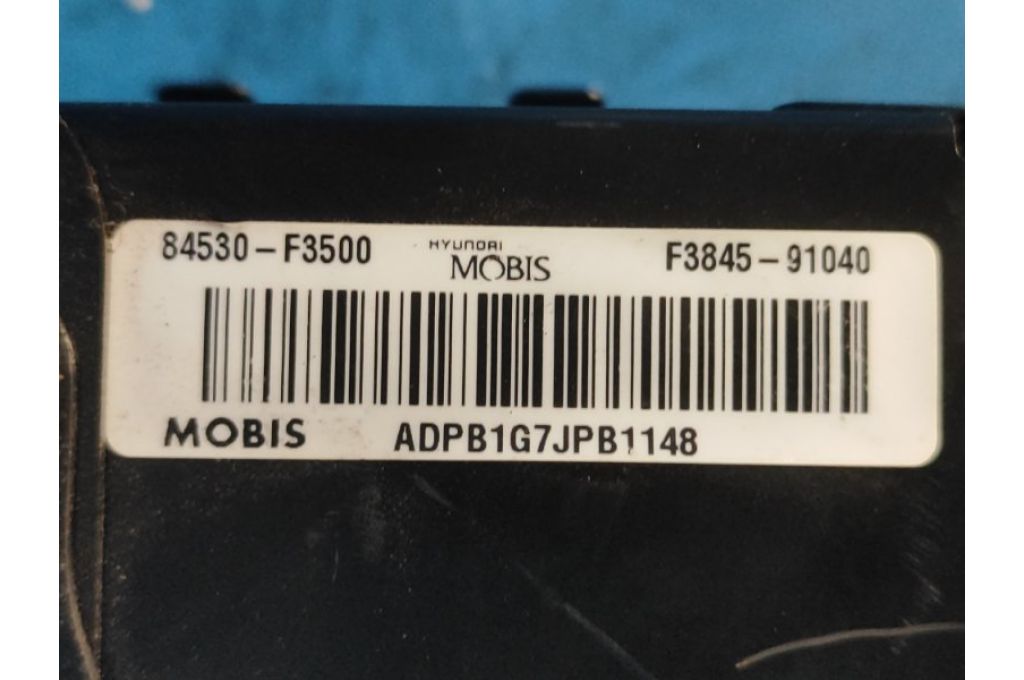 84530-F3500 HYUNDAI MOBIS F3845-91040
MOBIS ADPB1G7JPB1148